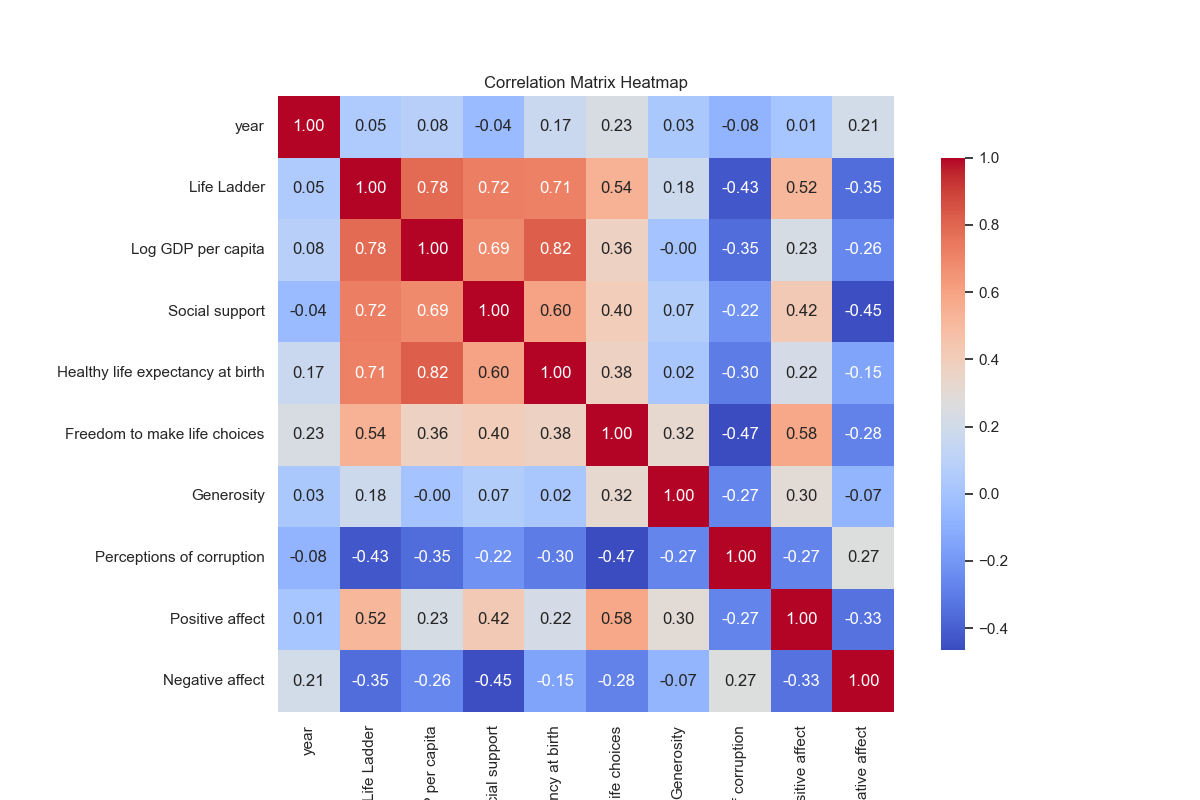 Correlation Matrix Heatmap
year 1.00 0.05 0.08 -0.04 0.17 0.23 0.03 -0.08 0.01 0.21
Life Ladder 0.05 1.00 0.78 0.72 0.71 0.54 0.18 -0.43 0.52 -0.35
Log GDP per capita 0.08 0.78 1.00 0.69 0.82 0.36 -0.00 -0.35 0.23 -0.26
Social support -0.04 0.72 0.69 1.00 0.60 0.40 0.07 -0.22 0.42 -0.45
Healthy life expectancy at birth 0.17 0.71 0.82 0.60 1.00 0.38 0.02 -0.30 0.22 -0.15
Freedom to make life choices 0.23 0.54 0.36 0.40 0.38 1.00 0.32 -0.47 0.58 -0.28
Generosity 0.03 0.18 -0.00 0.07 0.02 0.32 1.00 -0.27 0.30 -0.07
Perceptions of corruption -0.08 -0.43 -0.35 -0.22 -0.30 -0.47 -0.27 1.00 -0.27 0.27
Positive affect 0.01 0.52 0.23 0.42 0.22 0.58 0.30 -0.27 1.00 -0.33
Negative affect 0.21 -0.35 -0.26 -0.45 -0.15 -0.28 -0.07 0.27 -0.33 1.00
year
Life Ladder
per capita
support
at birth
choices
Generosity
corruption
affect
affect
1.0
0.8
0.6
0.4
0.2
0.0
−0.2
−0.4